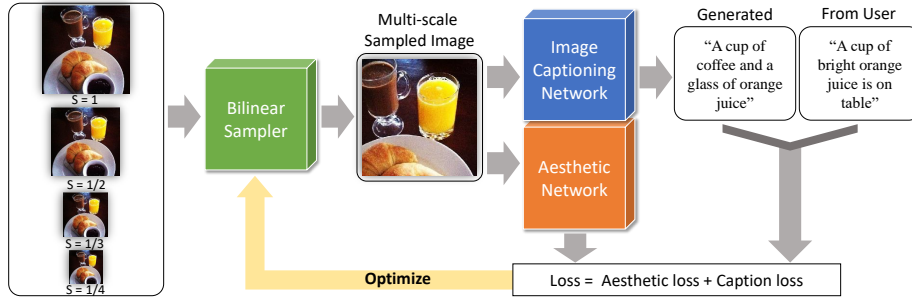 S = 1
S = 1/2
S = 1/3
S = 1/4
Bilinear
Sampler
Multi-scale
Sampled Image
Image
Captioning
Network
Aesthetic
Network
Generated
“A cup of
coffee and a
glass of orange
juice”
From User
“A cup of
bright orange
juice is on
table”
Optimize
Loss = Aesthetic loss + Caption loss